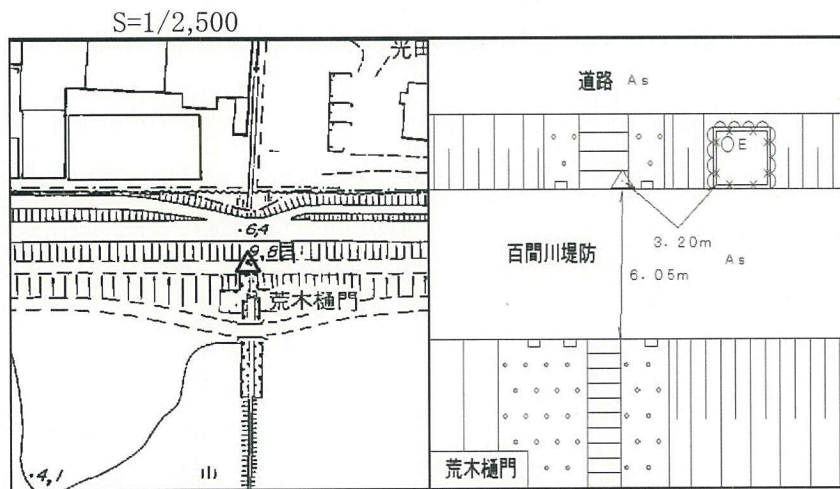 S=1/2,500
光田
・6,4
9,8
荒木樋門
・4,1
道路 As
E
3.20m
百間川堤防
6.05m
As
荒木樋門